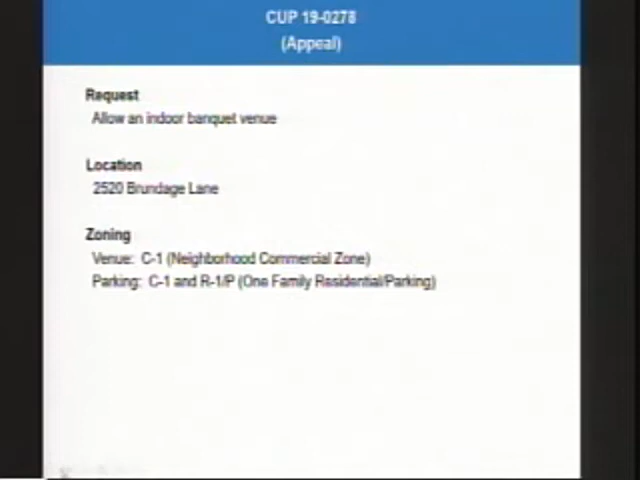 CUP 19-0278
(Appeal)
Request
Allow an indoor banquet venue
Location
2520 Brundage Lane
Zoning
Venue: C-1 (Neighborhood Commercial Zone)
Parking: C-1 and R-1/P (One Family Residential/Parking)